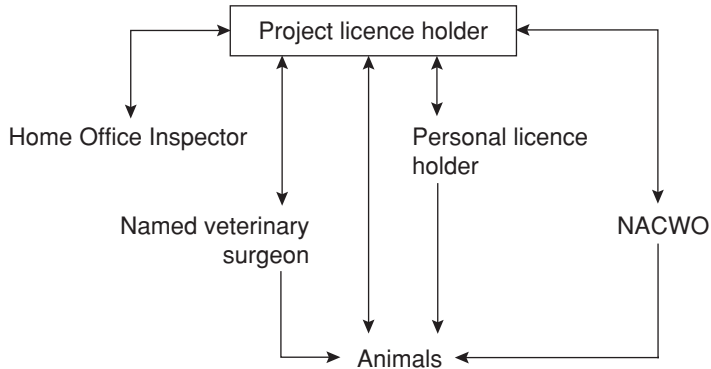 Project licence holder
Home Office Inspector
Personal licence
holder
Named veterinary
surgeon
NACWO
Animals